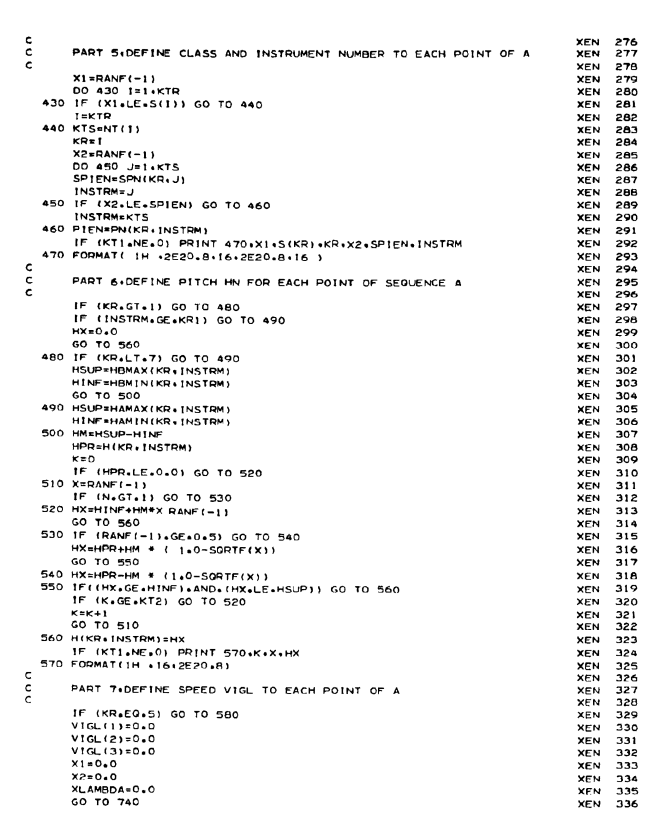 C XEN 276
C PART 5,DEFINE CLASS AND INSTRUMENT NUMBER TO EACH POINT OF A XEN 277
C XEN 278
X1=RANF(-1) XEN 279
DO 430 I=1,KTR XEN 280
430 IF (X1.LE.S(I)) GO TO 440 XEN 281
I=KTR XEN 282
440 KTS=NT(I) XEN 283
KR=I XEN 284
X2=RANF(-1) XEN 285
DO 450 J=1,KTS XEN 286
SPIEN=SPN(KR,J) XEN 287
INSTRM=J XEN 288
450 IF (X2.LE.SPIEN) GO TO 460 XEN 289
INSTRM=KTS XEN 290
460 PIEN=PN(KR,INSTRM) XEN 291
IF (KT1.NE.0) PRINT 470,X1,S(KR),KR,X2,SPIEN,INSTRM XEN 292
470 FORMAT( 1H ,2E20.8,I6,2E20.8,I6 ) XEN 293
C XEN 294
C PART 6,DEFINE PITCH HN FOR EACH POINT OF SEQUENCE A XEN 295
C XEN 296
IF (KR.GT.1) GO TO 480 XEN 297
IF (INSTRM.GE.KR1) GO TO 490 XEN 298
HX=0.0 XEN 299
GO TO 560 XEN 300
480 IF (KR.LT.7) GO TO 490 XEN 301
HSUP=HBMAX(KR,INSTRM) XEN 302
HINF=HBMIN(KR,INSTRM) XEN 303
GO TO 500 XEN 304
490 HSUP=HAMAX(KR,INSTRM) XEN 305
HINF=HAMIN(KR,INSTRM) XEN 306
500 HM=HSUP-HINF XEN 307
HPR=H(KR,INSTRM) XEN 308
K=0 XEN 309
IF (HPR.LE.0.0) GO TO 520 XEN 310
510 X=RANF(-1) XEN 311
IF (N.GT.1) GO TO 530 XEN 312
520 HX=HINF+HM*X RANF(-1) XEN 313
GO TO 560 XEN 314
530 IF (RANF(-1).GE.0.5) GO TO 540 XEN 315
HX=HPR+HM * ( 1.0-SQRTF(X)) XEN 316
GO TO 550 XEN 317
540 HX=HPR-HM * (1.0-SQRTF(X)) XEN 318
550 IF((HX.GE.HINF).AND.(HX.LE.HSUP)) GO TO 560 XEN 319
IF (K.GE.KT2) GO TO 520 XEN 320
K=K+1 XEN 321
GO TO 510 XEN 322
560 H(KR,INSTRM)=HX XEN 323
IF (KT1.NE.0) PRINT 570,K,X,HX XEN 324
570 FORMAT(1H ,I6,2E20.8) XEN 325
C XEN 326
C PART 7,DEFINE SPEED VIGL TO EACH POINT OF A XEN 327
C XEN 328
IF (KR.EQ.5) GO TO 580 XEN 329
VIGL(1)=0.0 XEN 330
VIGL(2)=0.0 XEN 331
VIGL(3)=0.0 XEN 332
X1=0.0 XEN 333
X2=0.0 XEN 334
XLAMBDA=0.0 XEN 335
GO TO 740 XEN 336